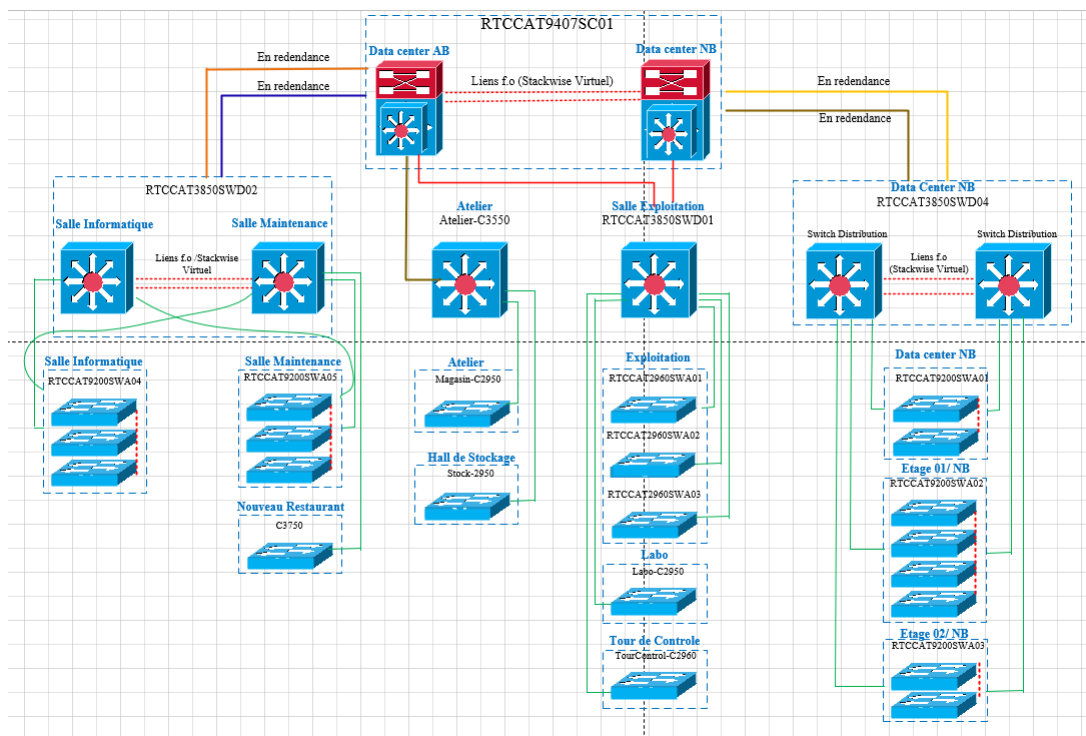 RTCCAT9407SC01
Data center AB
Data center NB
En redendance
En redendance
Liens f.o (Stackwise Virtuel)
En redendance
En redendance
RTCCAT3850SWD02
Salle Informatique
Salle Maintenance
Liens f.o /Stackwise
Virtuel
Atelier
Atelier-C3550
Salle Exploitation
RTCCAT3850SWD01
Data Center NB
RTCCAT3850SWD04
Switch Distribution
Switch Distribution
Liens f.o
(Stackwise Virtuel)
Salle Informatique
RTCCAT9200SWA04
Salle Maintenance
RTCCAT9200SWA05
Nouveau Restaurant
C3750
Atelier
Magasin-C2950
Hall de Stockage
Stock-2950
Exploitation
RTCCAT2960SWA01
RTCCAT2960SWA02
RTCCAT2960SWA03
Labo
Labo-C2950
Tour de Controle
TourControl-C2960
Data center NB
RTCCAT9200SWA01
Etage 01/ NB
RTCCAT9200SWA02
Etage 02/ NB
RTCCAT9200SWA03